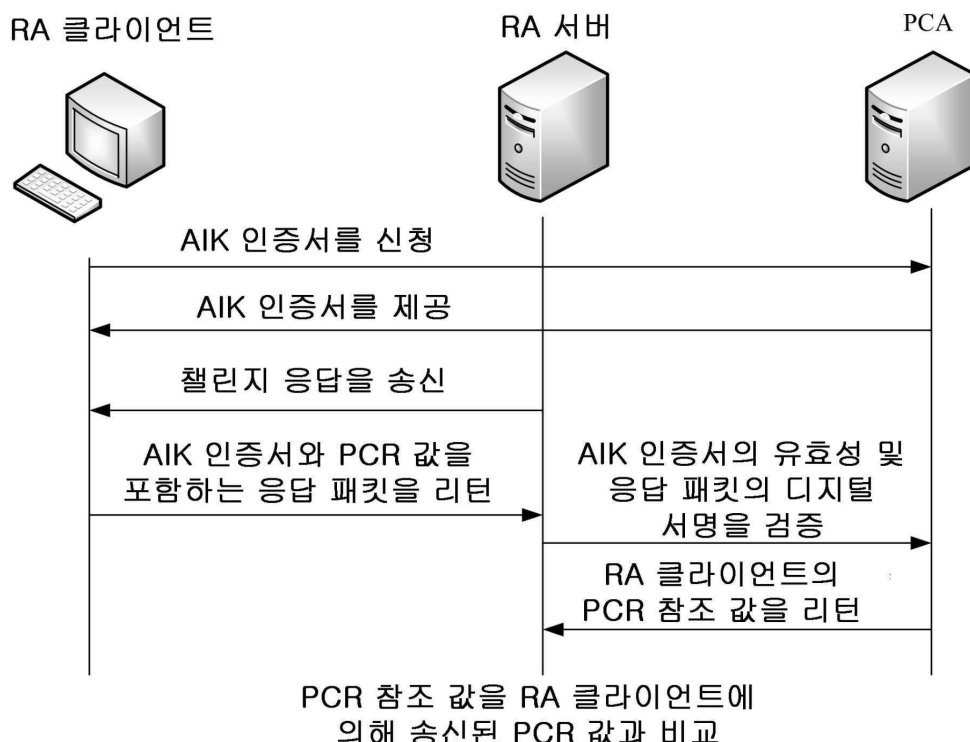 RA 클라이언트
RA 서버
PCA
AIK 인증서를 신청
AIK 인증서를 제공
챌린지 응답을 송신
AIK 인증서와 PCR 값을
포함하는 응답 패킷을 리턴
AIK 인증서의 유효성 및
응답 패킷의 디지털
서명을 검증
RA 클라이언트의
PCR 참조 값을 리턴
PCR 참조 값을 RA 클라이언트에
의해 송신된 PCR 값과 비교